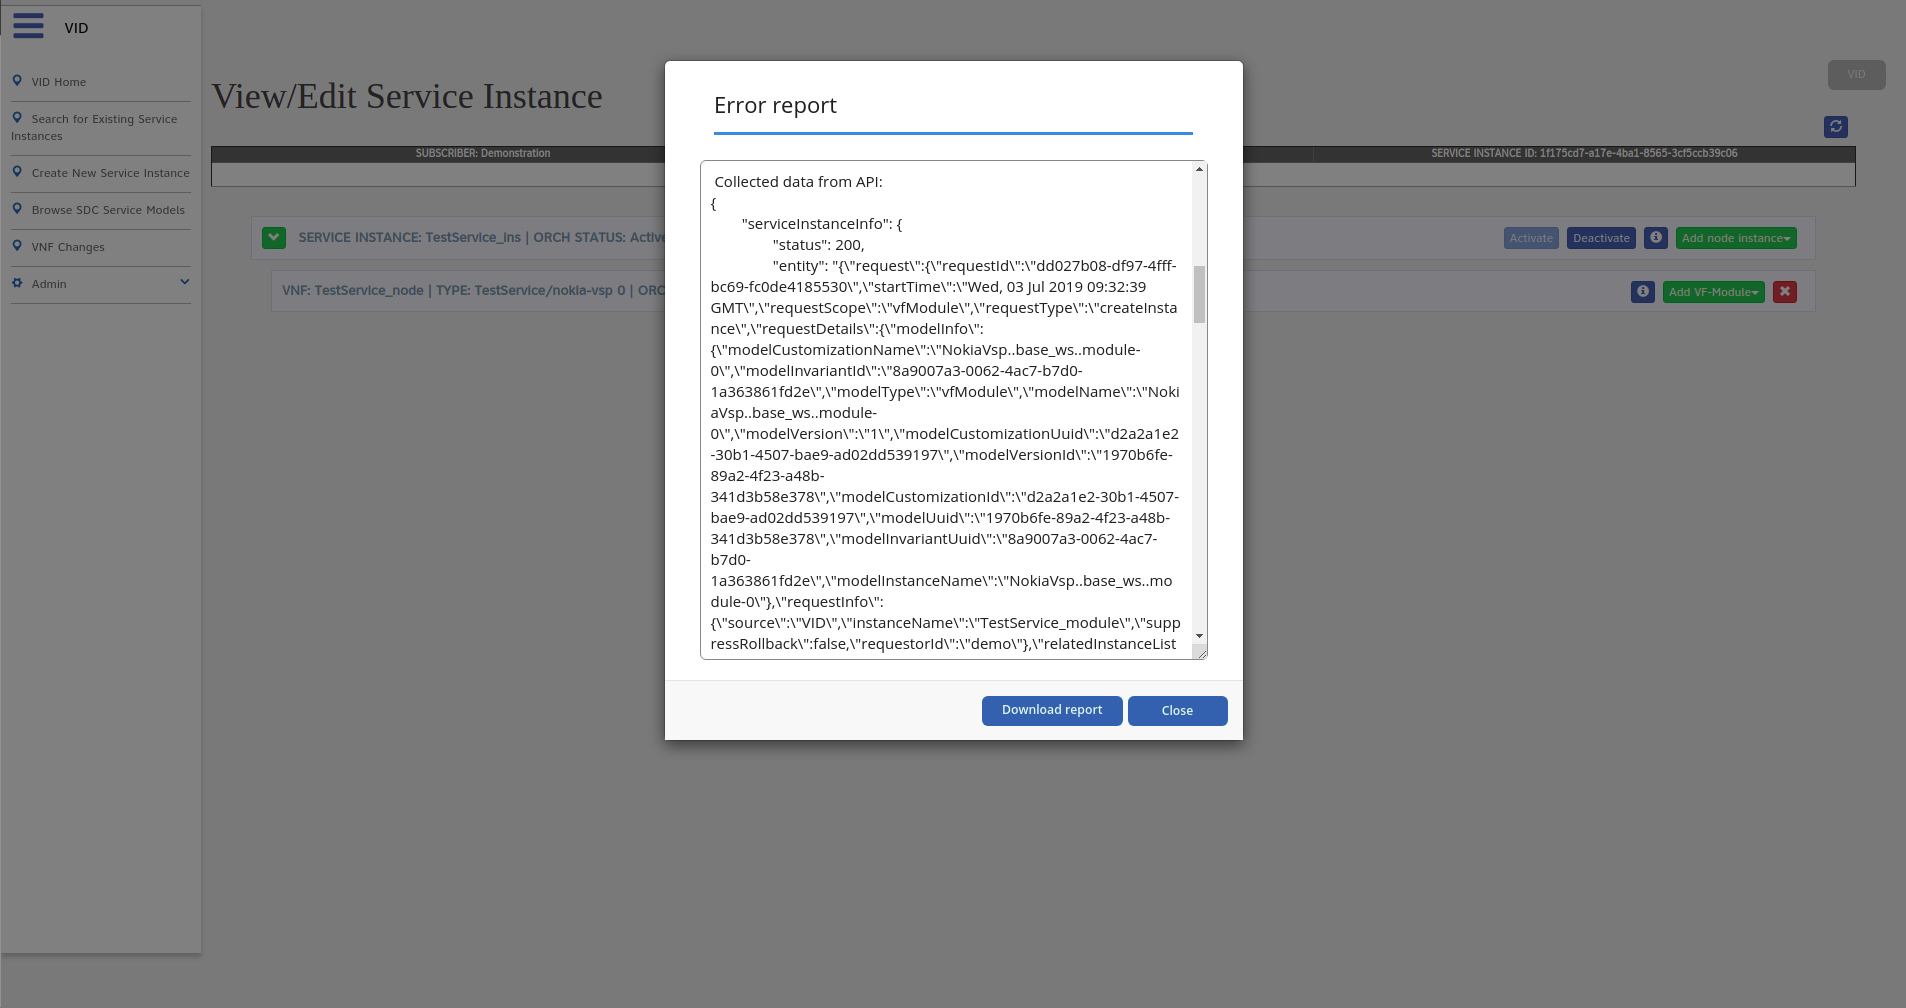 VID
VID Home
Search for Existing Service
Instances
Create New Service Instance
Browse SDC Service Models
VNF Changes
Admin
View/Edit Service Instance
VID
SUBSCRIBER: Demonstration
SERVICE INSTANCE ID: 1f175cd7-a17e-4ba1-8565-3cf5ccb39c06
SERVICE INSTANCE: TestService_ins | ORCH STATUS: Active
Activate
Deactivate
Add node instance
VNF: TestService_node | TYPE: TestService/nokia-vsp 0 | ORC
Add VF-Module
Error report
Collected data from API:
{
"serviceInstanceInfo": {
"status": 200,
"entity": "{\"request\":{\"requestId\":\"dd027b08-df97-4fff-
bc69-fc0de4185530\",\"startTime\":\"Wed, 03 Jul 2019 09:32:39
GMT\",\"requestScope\":\"vfModule\",\"requestType\":\"createInsta
nce\",\"requestDetails\":{\"modelInfo\":
{\"modelCustomizationName\":\"NokiaVsp..base_ws..module-
0\",\"modelInvariantId\":\"8a9007a3-0062-4ac7-b7d0-
1a363861fd2e\",\"modelType\":\"vfModule\",\"modelName\":\"Noki
aVsp..base_ws..module-
0\",\"modelVersion\":\"1\",\"modelCustomizationUuid\":\"d2a2a1e2
-30b1-4507-bae9-ad02dd539197\",\"modelVersionId\":\"1970b6fe-
89a2-4f23-a48b-
341d3b58e378\",\"modelCustomizationId\":\"d2a2a1e2-30b1-4507-
bae9-ad02dd539197\",\"modelUuid\":\"1970b6fe-89a2-4f23-a48b-
341d3b58e378\",\"modelInvariantUuid\":\"8a9007a3-0062-4ac7-
b7d0-
1a363861fd2e\",\"modelInstanceName\":\"NokiaVsp..base_ws..mo
dule-0\"},\"requestInfo\":
{\"source\":\"VID\",\"instanceName\":\"TestService_module\",\"supp
ressRollback\":false,\"requestorId\":\"demo\"},\"relatedInstanceList
Download report
Close